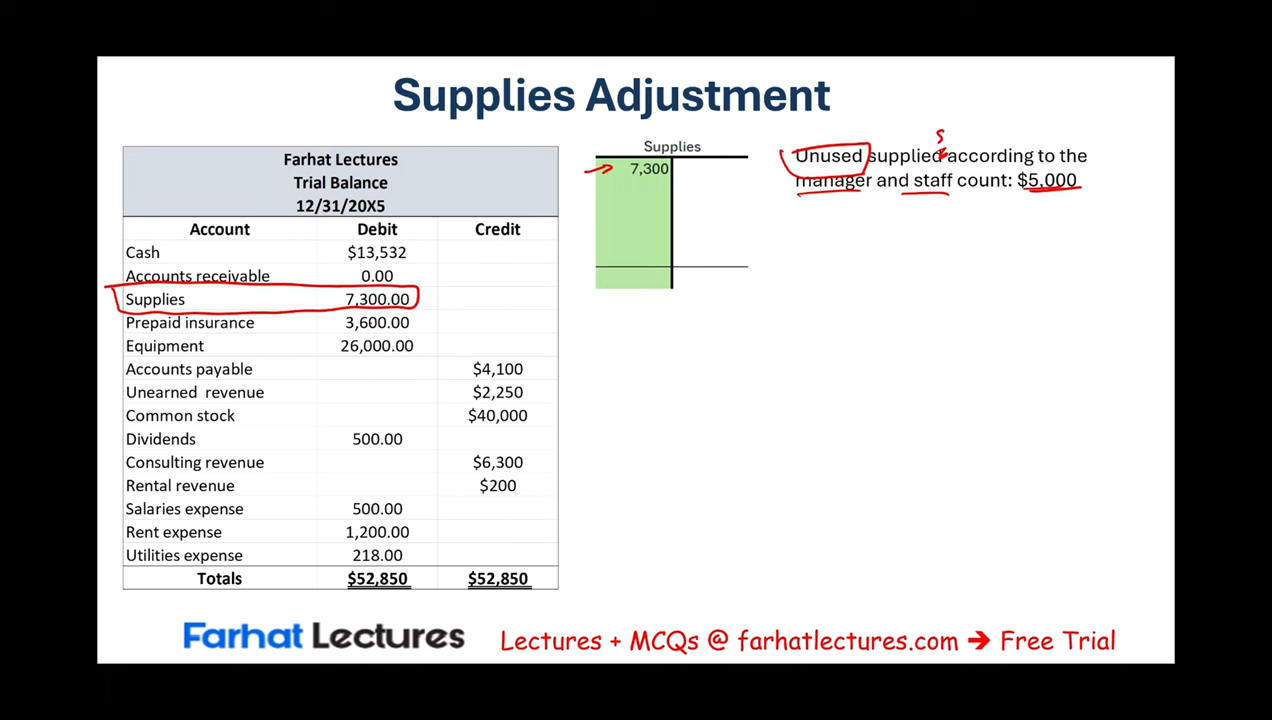 Supplies Adjustment
Farhat Lectures
Trial Balance
12/31/20X5
Account Debit Credit
Cash $13,532
Accounts receivable 0.00
Supplies 7,300.00
Prepaid insurance 3,600.00
Equipment 26,000.00
Accounts payable $4,100
Unearned revenue $2,250
Common stock $40,000
Dividends 500.00
Consulting revenue $6,300
Rental revenue $200
Salaries expense 500.00
Rent expense 1,200.00
Utilities expense 218.00
Totals $52,850 $52,850
Supplies
7,300
s
Unused supplied according to the
manager and staff count: $5,000
Farhat Lectures
Lectures + MCQs @ farhatlectures.com ➔ Free Trial